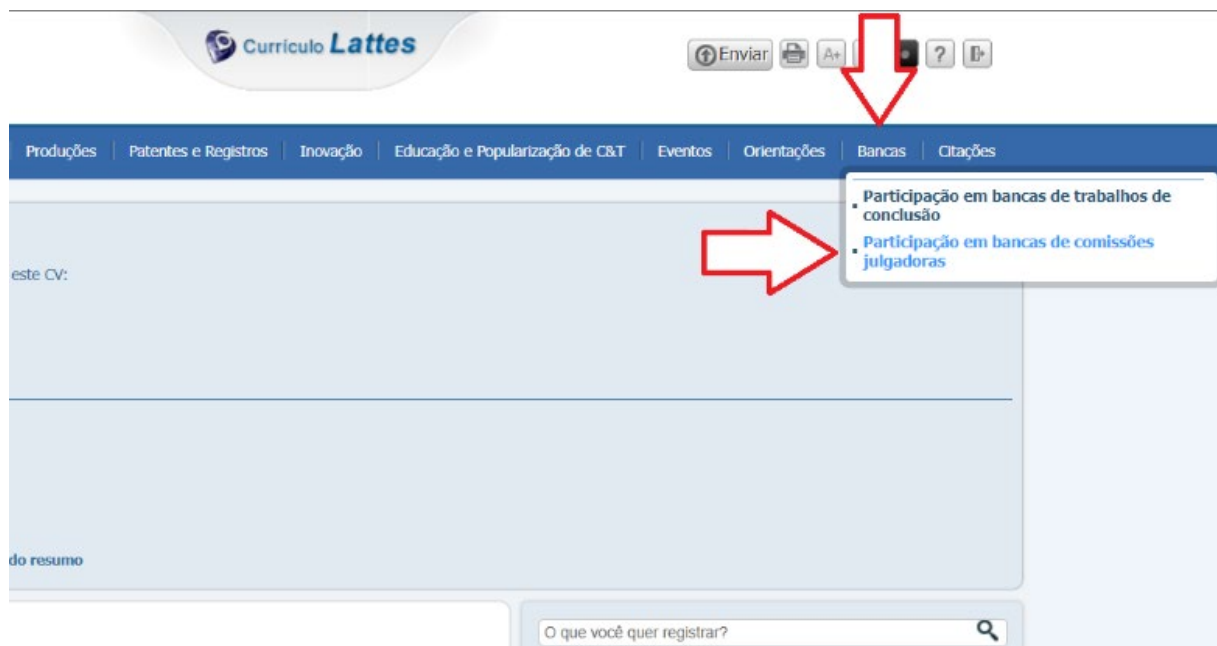 Currículo Lattes
Enviar A+ ?
Produções Patentes e Registros Inovação Educação e Popularização de C&T Eventos Orientações Bancas Citações
Participação em bancas de trabalhos de
conclusão
Participação em bancas de comissões
julgadoras
este CV:
do resumo
O que você quer registrar?